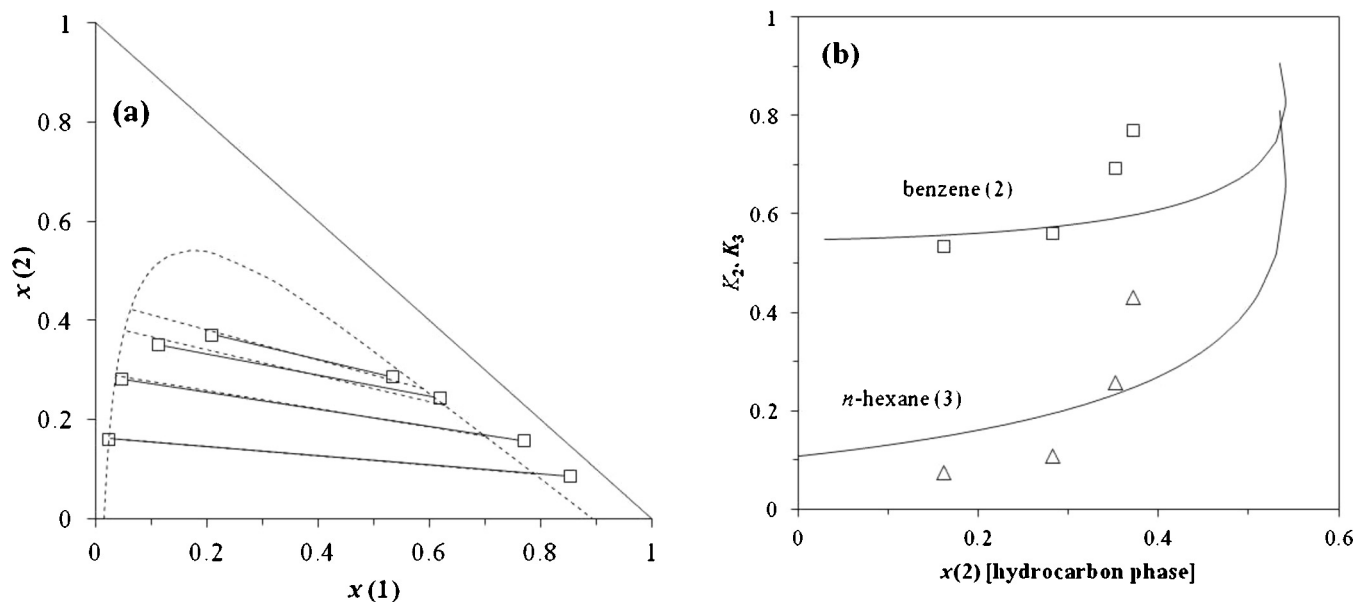 (a)
1
0.8
0.6
0.4
0.2
0
x (2)
0 0.2 0.4 0.6 0.8 1
x (1)
(b)
1
0.8
0.6
0.4
0.2
0
K2, K3
benzene (2)
n-hexane (3)
0 0.2 0.4 0.6
x(2) [hydrocarbon phase]